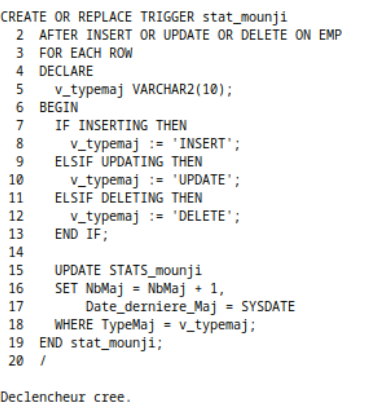 CREATE OR REPLACE TRIGGER stat_mounji
  2  AFTER INSERT OR UPDATE OR DELETE ON EMP
  3  FOR EACH ROW
  4  DECLARE
  5    v_typemaj VARCHAR2(10);
  6  BEGIN
  7    IF INSERTING THEN
  8      v_typemaj := 'INSERT';
  9    ELSIF UPDATING THEN
 10      v_typemaj := 'UPDATE';
 11    ELSIF DELETING THEN
 12      v_typemaj := 'DELETE';
 13    END IF;
 14
 15    UPDATE STATS_mounji
 16    SET NbMaj = NbMaj + 1,
 17        Date_derniere_Maj = SYSDATE
 18    WHERE TypeMaj = v_typemaj;
 19  END stat_mounji;
 20  /
Declencheur cree.